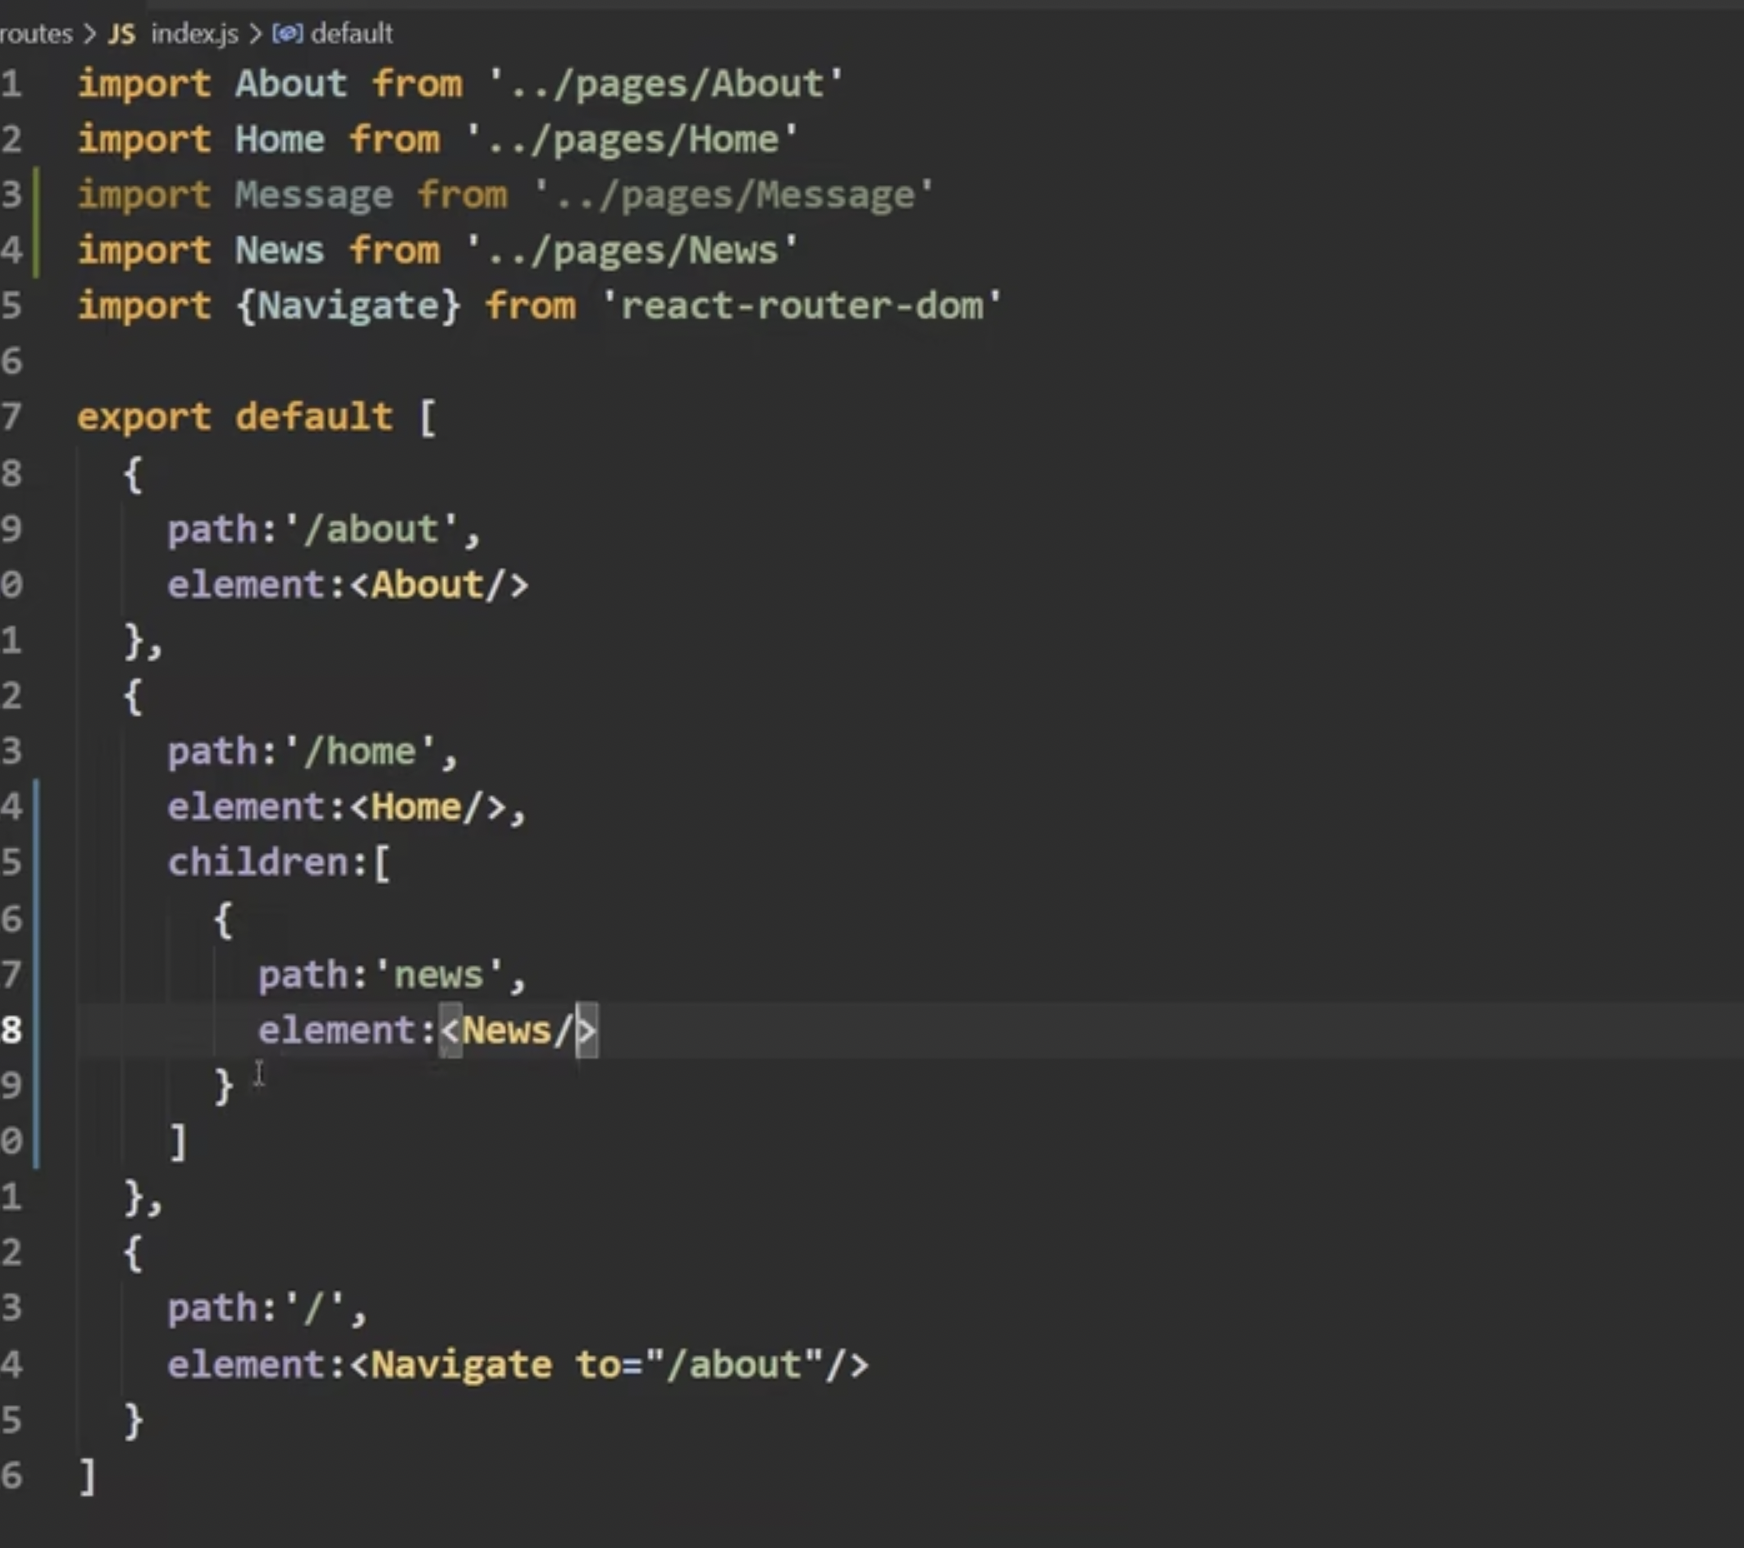 routes > JS index.js > default
1 import About from '../pages/About'
2 import Home from '../pages/Home'
3 import Message from '../pages/Message'
4 import News from '../pages/News'
5 import {Navigate} from 'react-router-dom'
6
7 export default [
8   {
9     path:'/about',
0     element:<About/>
1   },
2   {
3     path:'/home',
4     element:<Home/>,
5     children:[
6       {
7         path:'news',
8         element:<News/>
9       }
0     ]
1   },
2   {
3     path:'/',
4     element:<Navigate to="/about"/>
5   }
6 ]